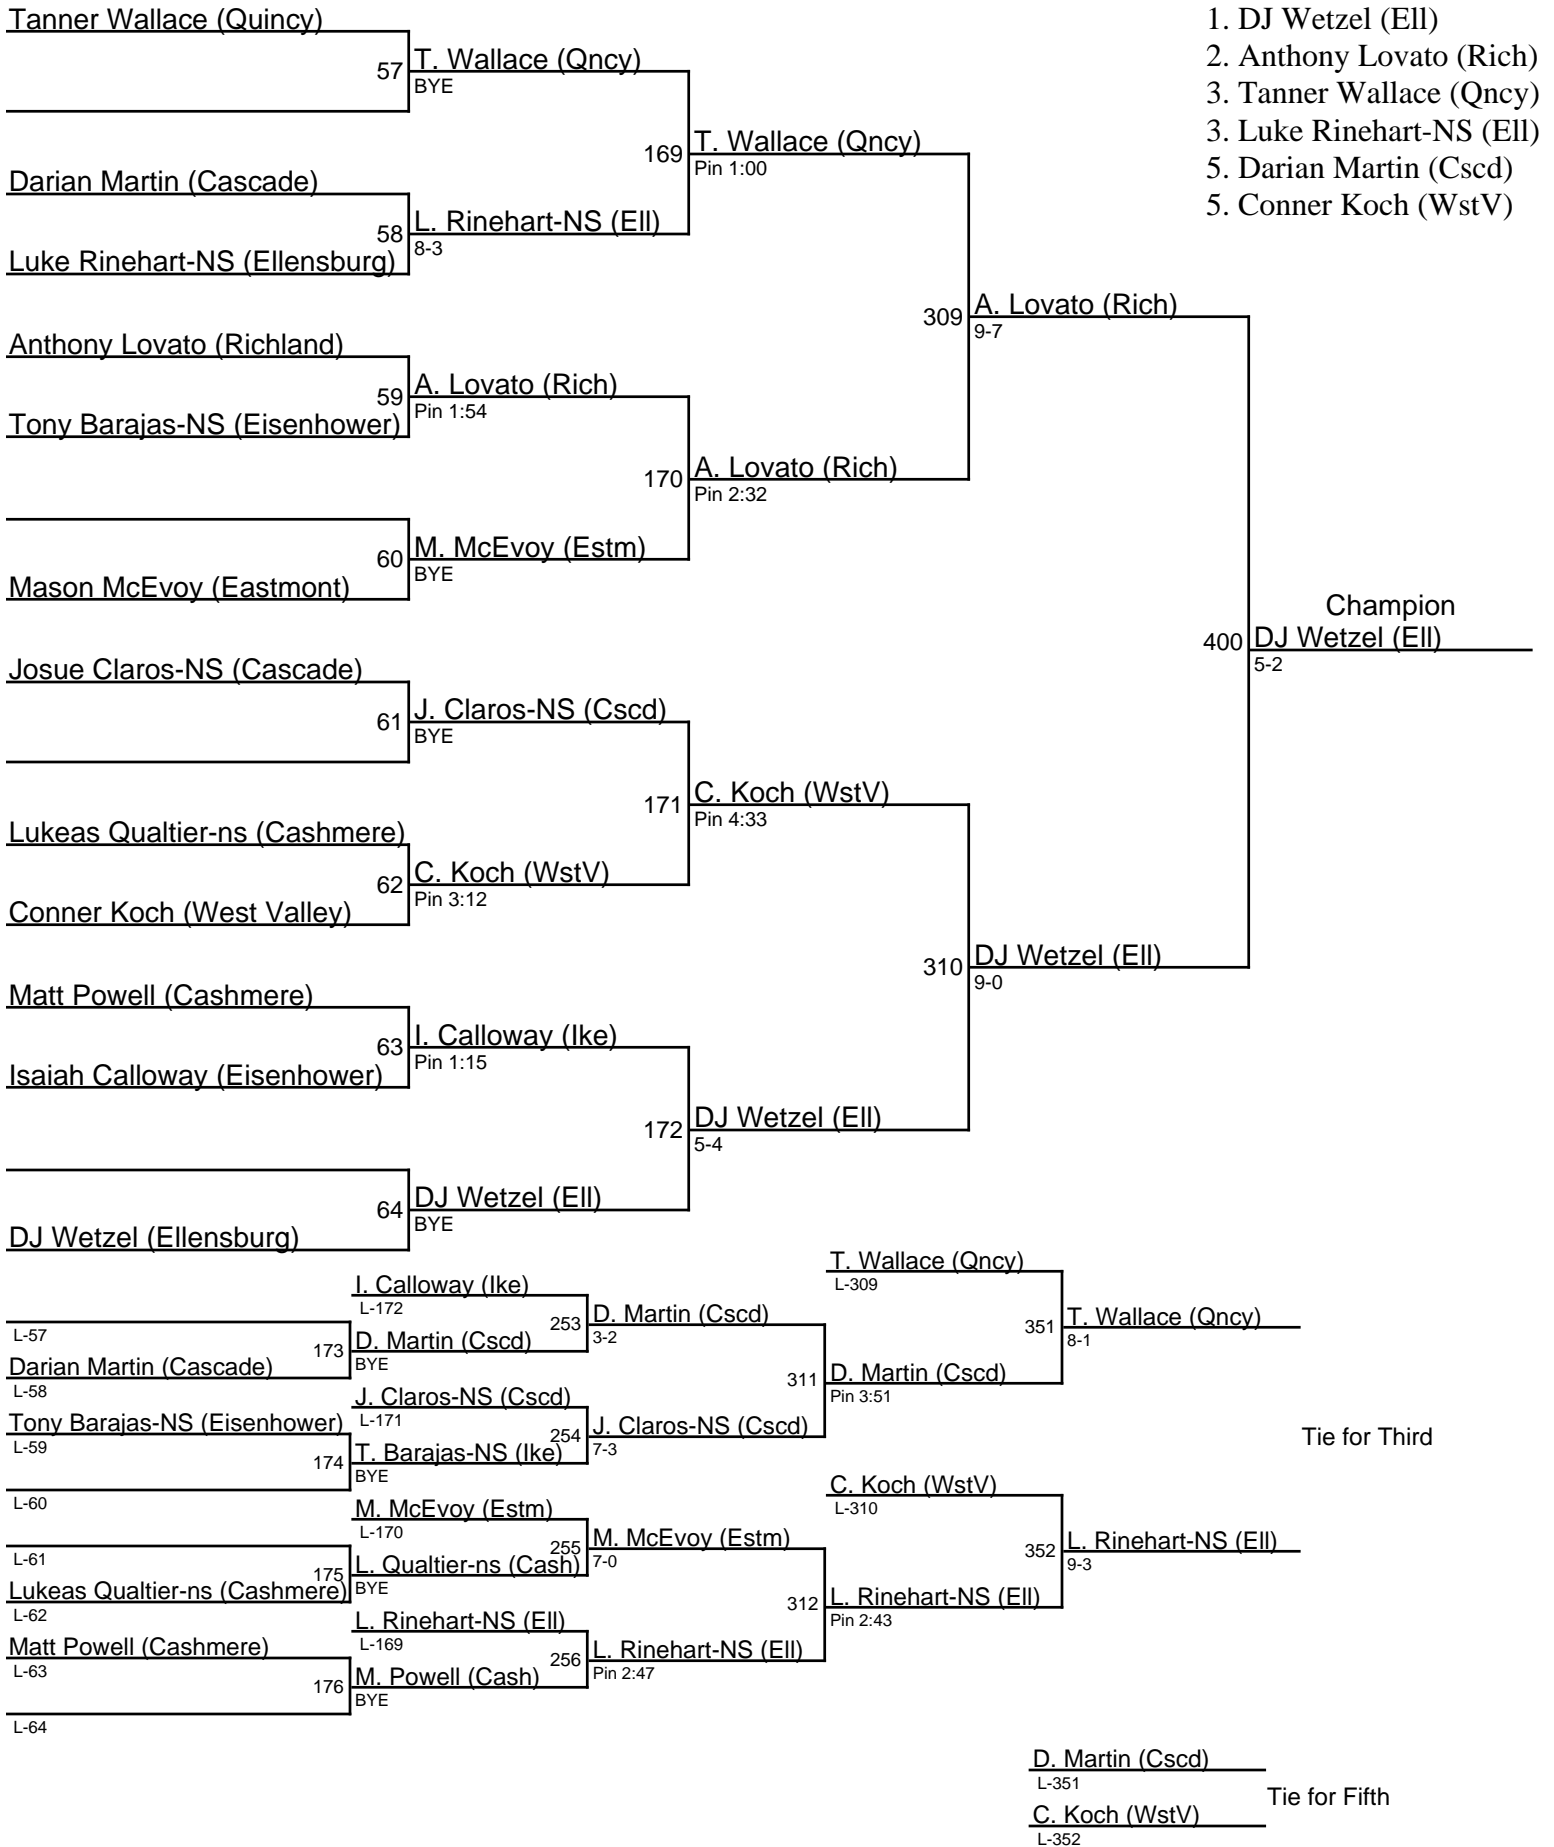 1. DJ Wetzel (Ell)
2. Anthony Lovato (Rich)
3. Tanner Wallace (Qncy)
3. Luke Rinehart-NS (Ell)
5. Darian Martin (Cscd)
5. Conner Koch (WstV)
Tanner Wallace (Quincy)
57
T. Wallace (Qncy)
BYE
Darian Martin (Cascade)
Luke Rinehart-NS (Ellensburg)
58
L. Rinehart-NS (Ell)
8-3
169
T. Wallace (Qncy)
Pin 1:00
Anthony Lovato (Richland)
Tony Barajas-NS (Eisenhower)
59
A. Lovato (Rich)
Pin 1:54
Mason McEvoy (Eastmont)
60
M. McEvoy (Estm)
BYE
170
A. Lovato (Rich)
Pin 2:32
309
A. Lovato (Rich)
9-7
Josue Claros-NS (Cascade)
61
J. Claros-NS (Cscd)
BYE
Lukeas Qualtier-ns (Cashmere)
Conner Koch (West Valley)
62
C. Koch (WstV)
Pin 3:12
171
C. Koch (WstV)
Pin 4:33
Matt Powell (Cashmere)
Isaiah Calloway (Eisenhower)
63
I. Calloway (Ike)
Pin 1:15
DJ Wetzel (Ellensburg)
64
DJ Wetzel (Ell)
BYE
172
DJ Wetzel (Ell)
5-4
310
DJ Wetzel (Ell)
9-0
Champion
400
DJ Wetzel (Ell)
5-2
L-57
Darian Martin (Cascade)
L-58
173
I. Calloway (Ike)
L-172
D. Martin (Cscd)
BYE
253
D. Martin (Cscd)
3-2
Tony Barajas-NS (Eisenhower)
L-59
L-60
174
J. Claros-NS (Cscd)
L-171
T. Barajas-NS (Ike)
BYE
254
J. Claros-NS (Cscd)
7-3
311
T. Wallace (Qncy)
L-309
D. Martin (Cscd)
Pin 3:51
351
T. Wallace (Qncy)
8-1
L-61
Lukeas Qualtier-ns (Cashmere)
L-62
175
M. McEvoy (Estm)
L-170
L. Qualtier-ns (Cash)
BYE
255
M. McEvoy (Estm)
7-0
Matt Powell (Cashmere)
L-63
L-64
176
L. Rinehart-NS (Ell)
L-169
M. Powell (Cash)
BYE
256
L. Rinehart-NS (Ell)
Pin 2:47
312
C. Koch (WstV)
L-310
L. Rinehart-NS (Ell)
Pin 2:43
352
L. Rinehart-NS (Ell)
9-3
Tie for Third
D. Martin (Cscd)
L-351
C. Koch (WstV)
L-352
Tie for Fifth